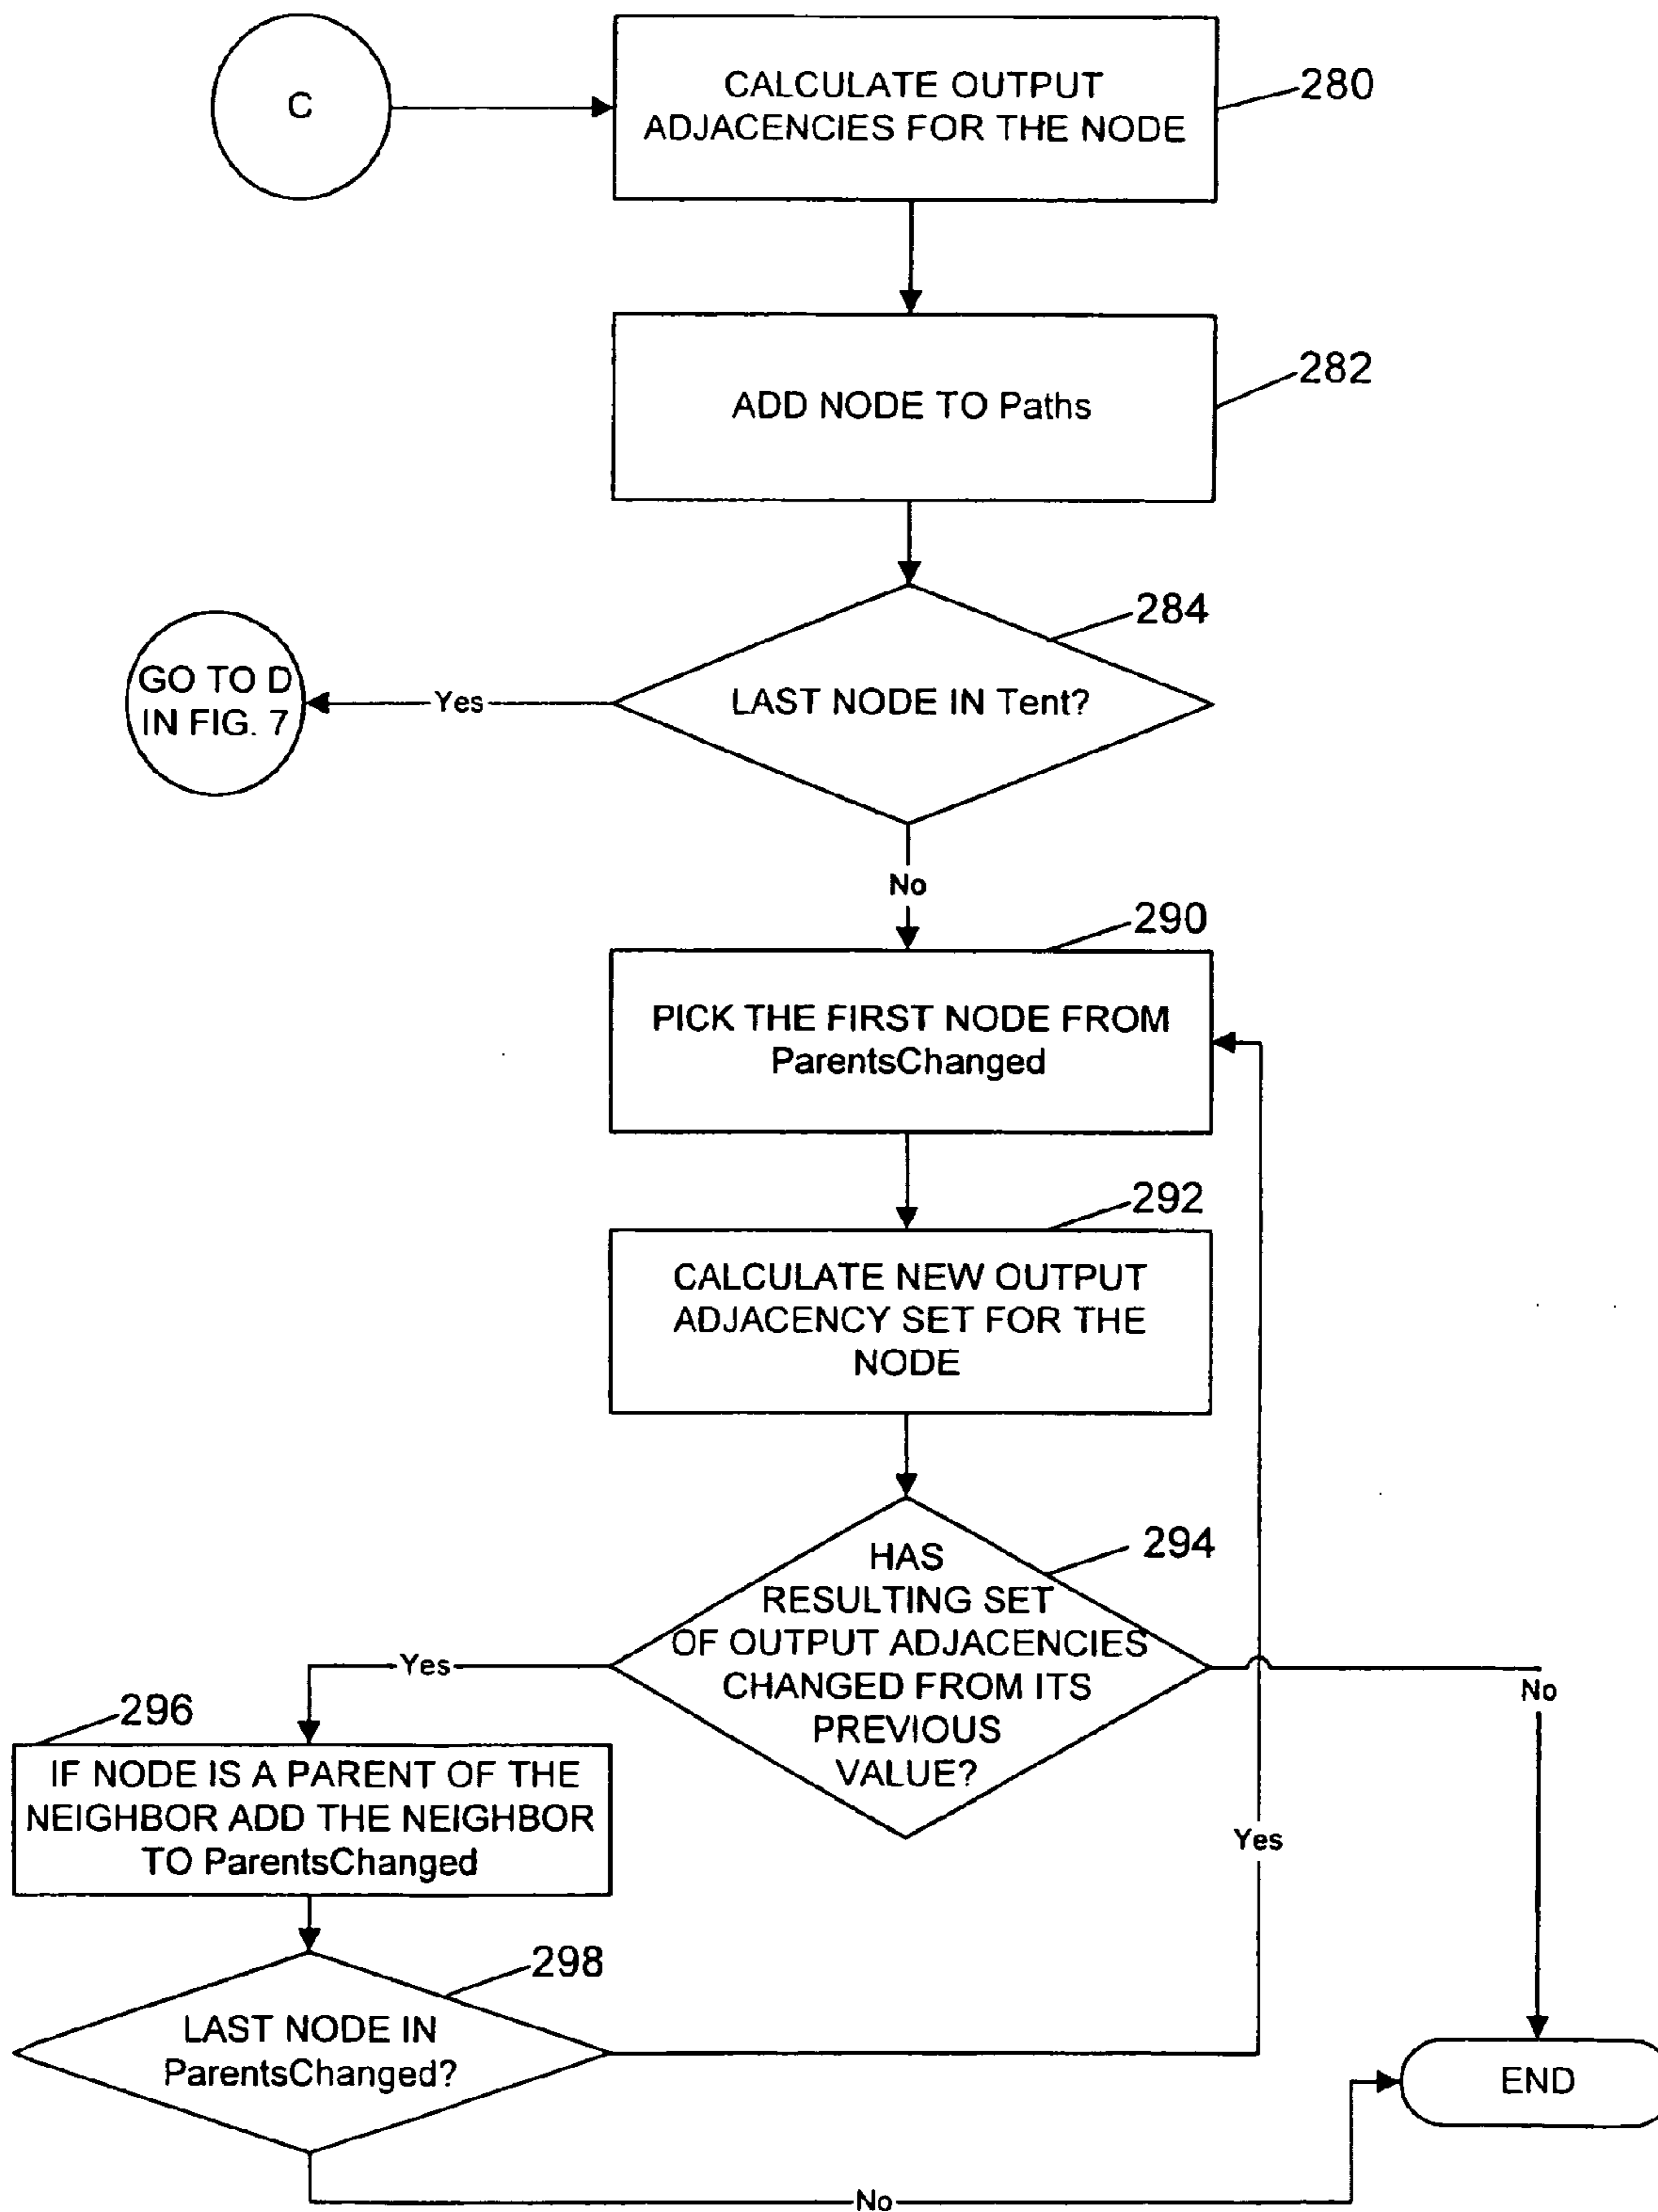 C
CALCULATE OUTPUT
ADJACENCIES FOR THE NODE
280
ADD NODE TO Paths
282
284
LAST NODE IN Tent?
Yes
GO TO D
IN FIG. 7
No
290
PICK THE FIRST NODE FROM
ParentsChanged
292
CALCULATE NEW OUTPUT
ADJACENCY SET FOR THE
NODE
294
HAS
RESULTING SET
OF OUTPUT ADJACENCIES
CHANGED FROM ITS
PREVIOUS
VALUE?
Yes
No
296
IF NODE IS A PARENT OF THE
NEIGHBOR ADD THE NEIGHBOR
TO ParentsChanged
Yes
298
LAST NODE IN
ParentsChanged?
END
No